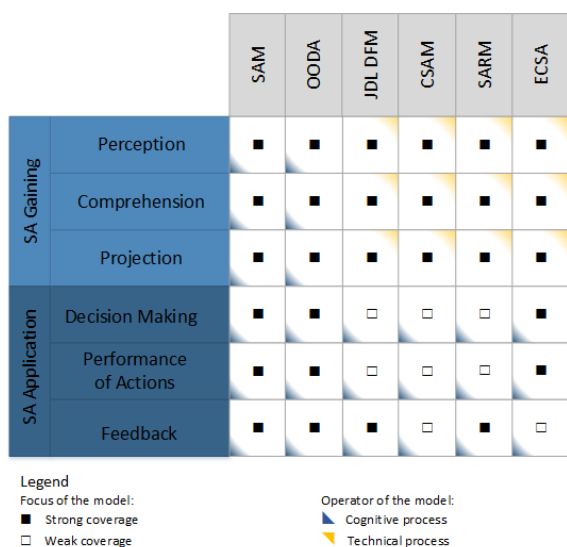 SAM
OODA
JDL DFM
CSAM
SARM
ECSA
SA Gaining
Perception
Comprehension
Projection
SA Application
Decision Making
Performance
of Actions
Feedback
Legend
Focus of the model:
Strong coverage
Weak coverage
Operator of the model:
Cognitive process
Technical process